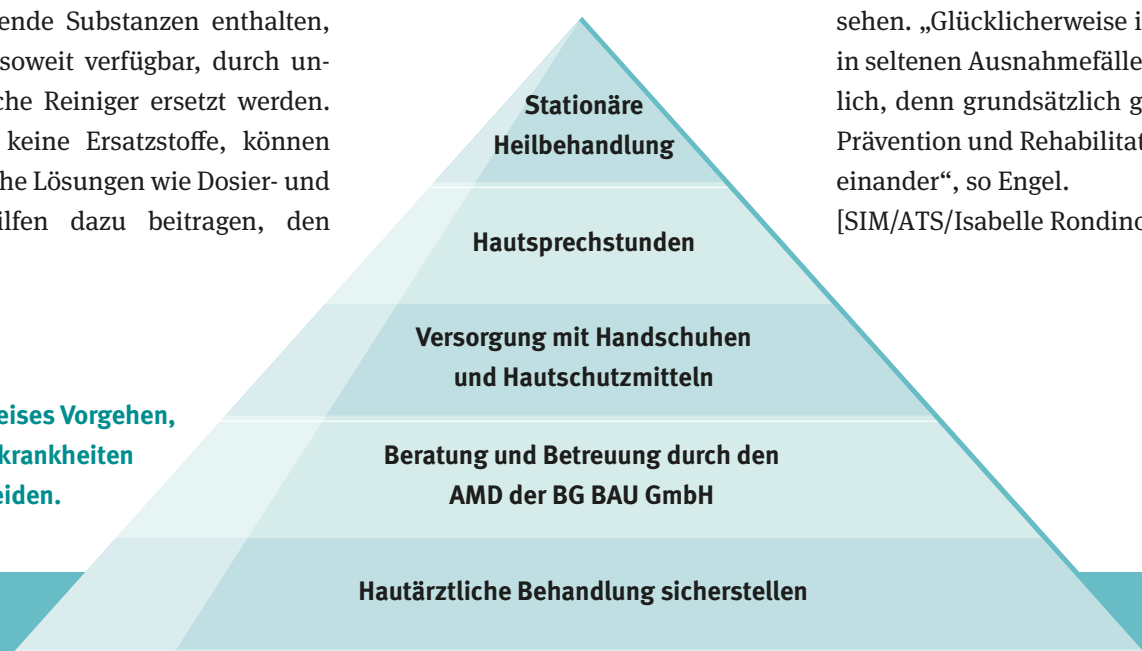 ende Substanzen enthalten,
soweit verfügbar, durch un-
che Reiniger ersetzt werden.
keine Ersatzstoffe, können
he Lösungen wie Dosier- und
ilfen dazu beitragen, den
eises Vorgehen,
krankheiten
eiden.
Stationäre
Heilbehandlung
Hautsprechstunden
Versorgung mit Handschuhen
und Hautschutzmitteln
Beratung und Betreuung durch den
AMD der BG BAU GmbH
Hautärztliche Behandlung sicherstellen
sehen. „Glücklicherweise i
in seltenen Ausnahmefälle
lich, denn grundsätzlich g
Prävention und Rehabilitat
einander“, so Engel.
[SIM/ATS/Isabelle Rondino